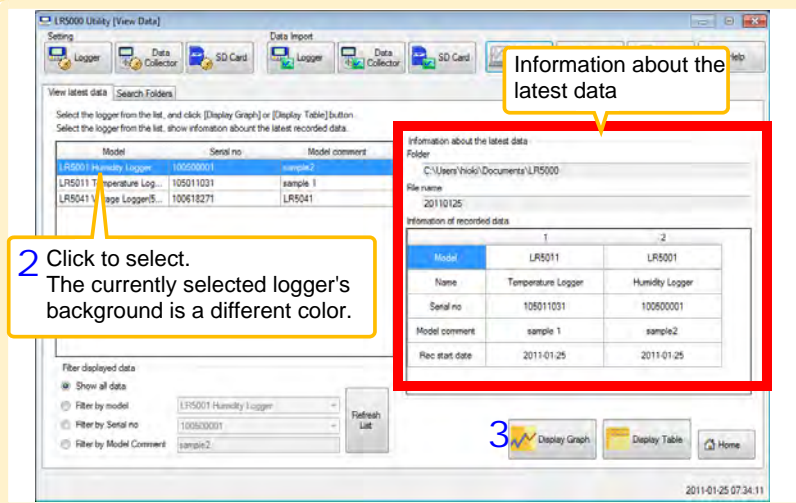 LR5000 Utility [View Data]
Setting
Data Import
Logger
Data Collector
SD Card
Logger
Data Collector
SD Card
Help
Information about the
latest data
View latest data
Search Folders
Select the logger from the list, and click [Display Graph] or [Display Table] button.
Select the logger from the list, show infomation abount the latest recorded data.
Model Serial no Model comment
LR5001 Humidity Logger 100500001 sample2
LR5011 Temperature Log... 105011031 sample 1
LR5041 Voltage Logger(5... 100618271 LR5041
2 Click to select.
The currently selected logger's
background is a different color.
Information about the latest data
Folder
C:\Users\hioki\Documents\LR5000
File name
20110125
Infomation of recorded data
1 2
Model LR5011 LR5001
Name Temperature Logger Humidity Logger
Serial no 105011031 100500001
Model comment sample 1 sample2
Rec start date 2011-01-25 2011-01-25
Filter displayed data
Show all data
Filter by model LR5001 Humidity Logger
Filter by Serial no 100500001
Filter by Model Comment sample2
Refresh List
3
Display Graph
Display Table
Home
2011-01-25 07:34:11